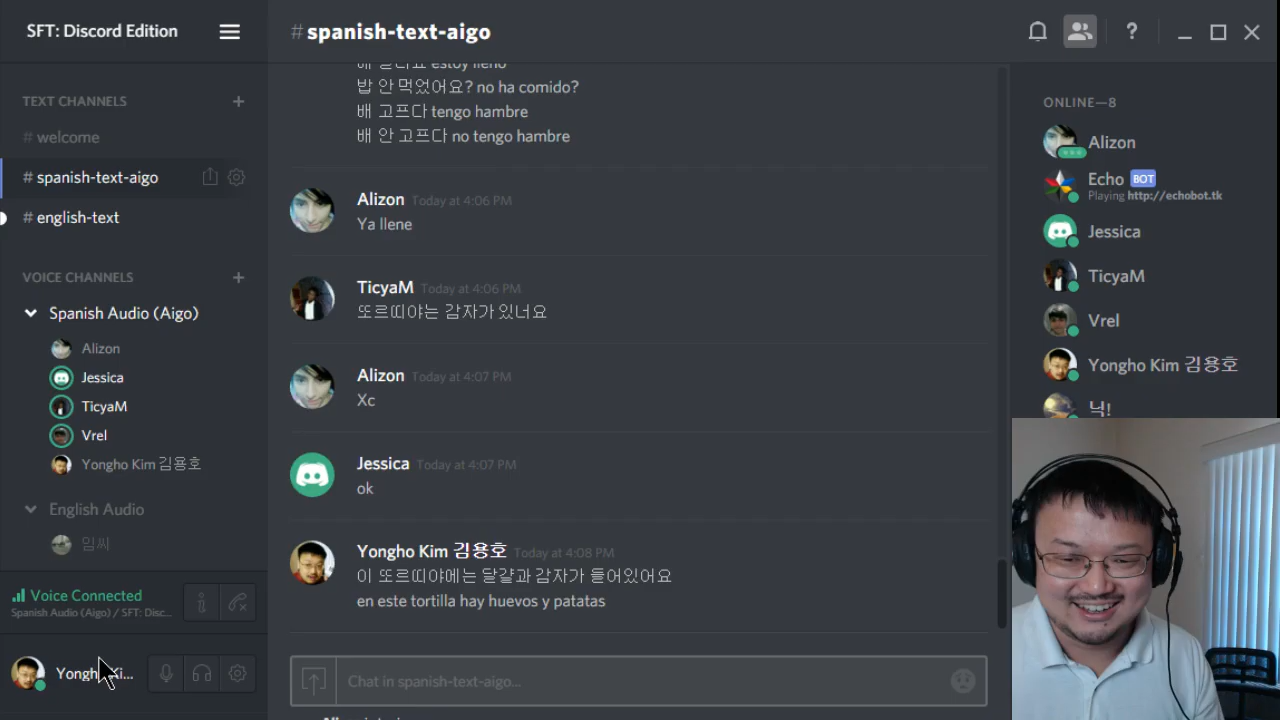 SFT: Discord Edition
# spanish-text-aigo
TEXT CHANNELS
# welcome
# spanish-text-aigo
# english-text
VOICE CHANNELS
Spanish Audio (Aigo)
Alizon
Jessica
TicyaM
Vrel
Yongho Kim 김용호
English Audio
임씨
Voice Connected
Spanish Audio (Aigo) / SFT: Disc...
Yongho Ki...
estoy lleno
밥 안 먹었어요? no ha comido?
배 고프다 tengo hambre
배 안 고프다 no tengo hambre
Alizon Today at 4:06 PM
Ya llene
TicyaM Today at 4:06 PM
또르띠야는 감자가 있너요
Alizon Today at 4:07 PM
Xc
Jessica Today at 4:07 PM
ok
Yongho Kim 김용호 Today at 4:08 PM
이 또르띠야에는 달걀과 감자가 들어있어요
en este tortilla hay huevos y patatas
Chat in spanish-text-aigo...
ONLINE—8
Alizon
Echo BOT
Playing http://echobot.tk
Jessica
TicyaM
Vrel
Yongho Kim 김용호
닉!